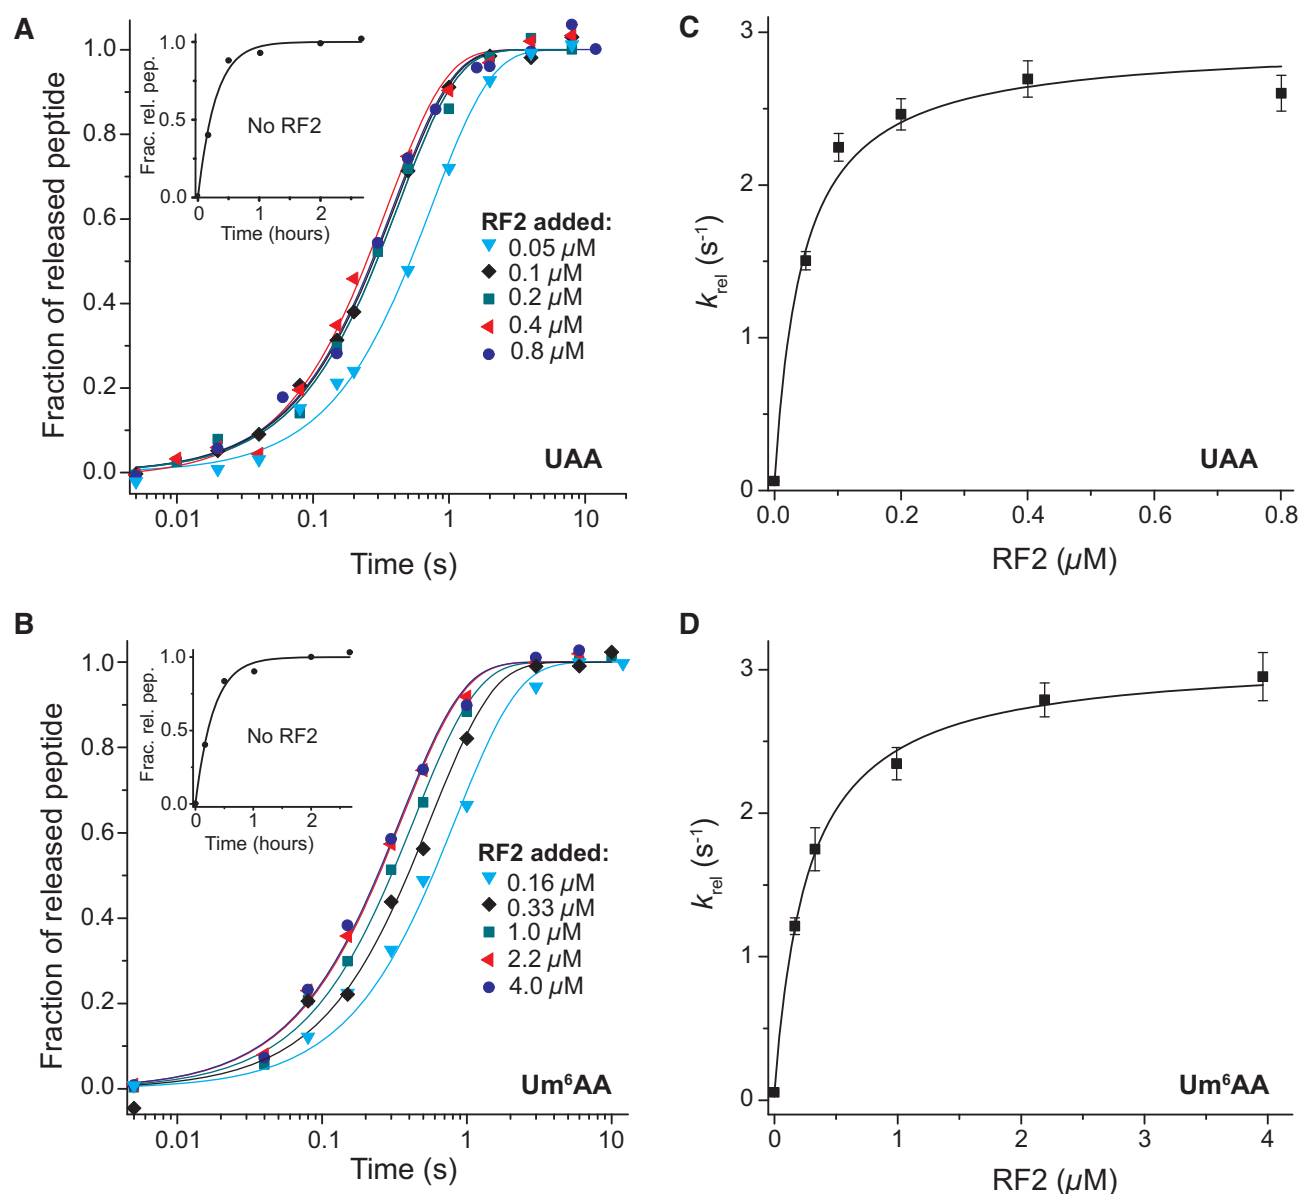 A
Fraction of released peptide
1.0
0.8
0.6
0.4
0.2
0.0
0.01
0.1
1
10
Time (s)
Frac. rel. pep.
1.0
0.5
0.0
No RF2
0
1
2
Time (hours)
RF2 added:
0.05 µM
0.1 µM
0.2 µM
0.4 µM
0.8 µM
UAA
C
k_rel (s⁻¹)
3
2
1
0
0.0
0.2
0.4
0.6
0.8
RF2 (µM)
UAA
B
Fraction of released peptide
1.0
0.8
0.6
0.4
0.2
0.0
0.01
0.1
1
10
Time (s)
Frac. rel. pep.
1.0
0.5
0.0
No RF2
0
1
2
Time (hours)
RF2 added:
0.16 µM
0.33 µM
1.0 µM
2.2 µM
4.0 µM
Um⁶AA
D
k_rel (s⁻¹)
3
2
1
0
0
1
2
3
4
RF2 (µM)
Um⁶AA